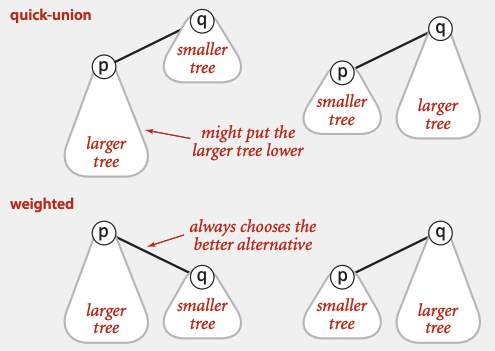 quick-union
q
smaller
tree
p
larger
tree
might put the
larger tree lower
q
p
smaller
tree
larger
tree
weighted
p
always chooses the
better alternative
q
larger
tree
smaller
tree
q
p
smaller
tree
larger
tree